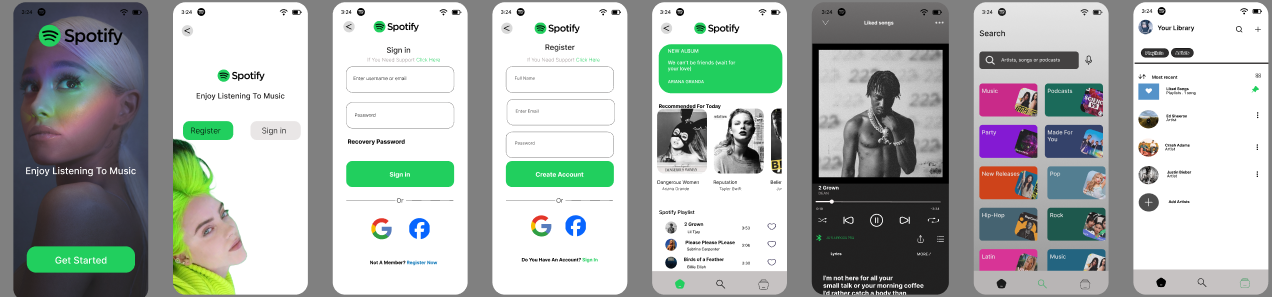 3:24
Spotify
Enjoy Listening To Music
Get Started
3:24
Spotify
Enjoy Listening To Music
Register
Sign in
3:24
Spotify
Sign in
If You Need Support Click Here
Enter username or email
Password
Recovery Password
Sign in
Or
Not A Member? Register Now
3:24
Spotify
Register
If You Need Support Click Here
Full Name
Enter Email
Password
Create Account
Or
Do You Have An Account? Sign In
3:24
Spotify
NEW ALBUM
We can't be friends (wait for
your love)
ARIANA GRANDA
Recommended For Today
Dangerous Women
Ariana Grande
Reputation
Taylor Swift
Spotify Playlist
2 Grown
Lil Tjay
3:53
Please Please PLease
Sabrina Carpenter
Birds of a Feather
Billie Eilish
3:24
Liked songs
2 Grown
Lyrics
MORE
I'm not here for all your
small talk or your morning coffee
I'd rather catch a body than
3:24
Search
Artists, songs or podcasts
Music
Podcasts
Party
Made For
You
New Releases
Pop
Hip-Hop
Rock
Latin
Music
3:24
Your Library
Playlists
Artists
Most recent
Liked Songs
Ed Sheeran
Artist
Artist
Justin Bieber
Artist
Add Artists